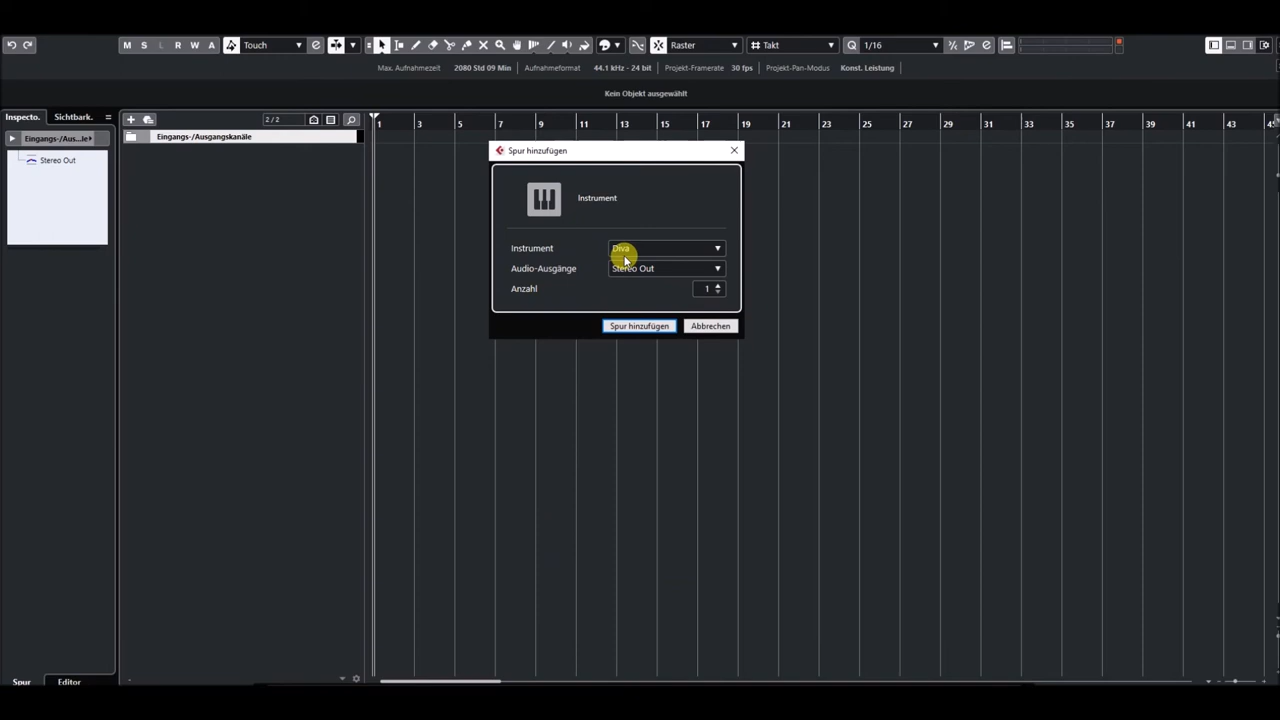 M S L R W A Touch Raster Takt Q 1/16
Max. Aufnahmezeit 2080 Std 09 Min Aufnahmeformat 44.1 kHz - 24 bit Projekt-Framerate 30 fps Projekt-Pan-Modus Konst. Leistung
Kein Objekt ausgewählt
Inspecto. Sichtbark. 2 / 2
1 3 5 7 9 11 13 15 17 19 21 23 25 27 29 31 33 35 37 39 41 43 45
Eingangs-/Aus...le
Eingangs-/Ausgangskanäle
Stereo Out
Spur hinzufügen
Instrument
Instrument Diva
Audio-Ausgänge Stereo Out
Anzahl 1
Spur hinzufügen Abbrechen
Spur Editor